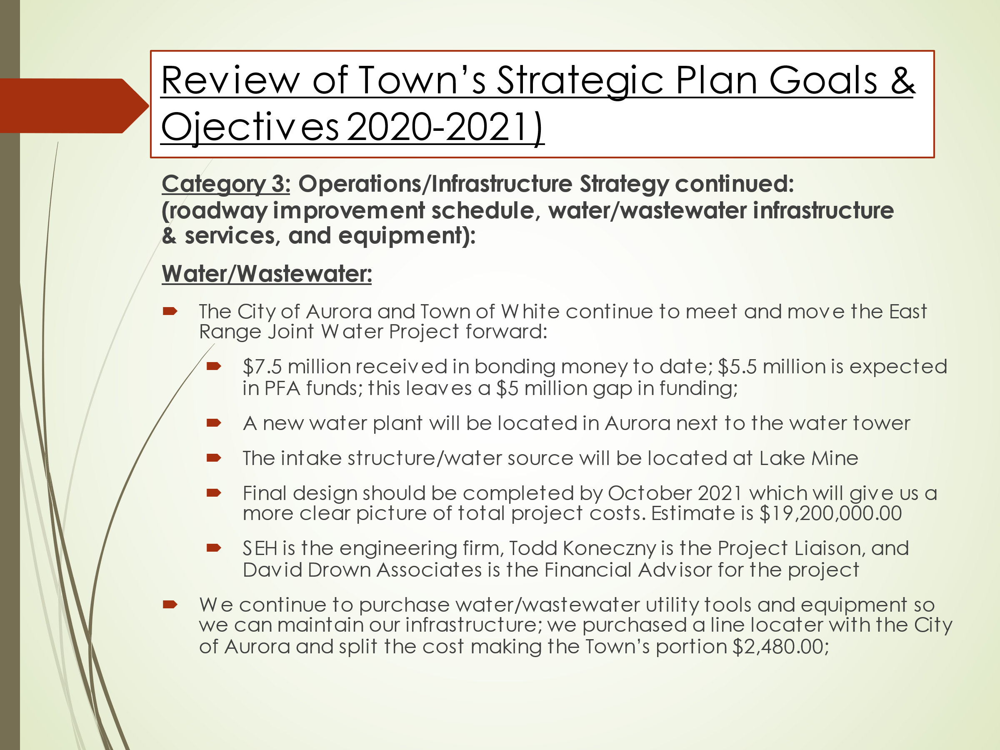 Review of Town’s Strategic Plan Goals &
Ojectives 2020-2021)
Category 3: Operations/Infrastructure Strategy continued:
(roadway improvement schedule, water/wastewater infrastructure
& services, and equipment):
Water/Wastewater:
The City of Aurora and Town of White continue to meet and move the East
Range Joint Water Project forward:
$7.5 million received in bonding money to date; $5.5 million is expected
in PFA funds; this leaves a $5 million gap in funding;
A new water plant will be located in Aurora next to the water tower
The intake structure/water source will be located at Lake Mine
Final design should be completed by October 2021 which will give us a
more clear picture of total project costs. Estimate is $19,200,000.00
SEH is the engineering firm, Todd Koneczny is the Project Liaison, and
David Drown Associates is the Financial Advisor for the project
We continue to purchase water/wastewater utility tools and equipment so
we can maintain our infrastructure; we purchased a line locater with the City
of Aurora and split the cost making the Town’s portion $2,480.00;